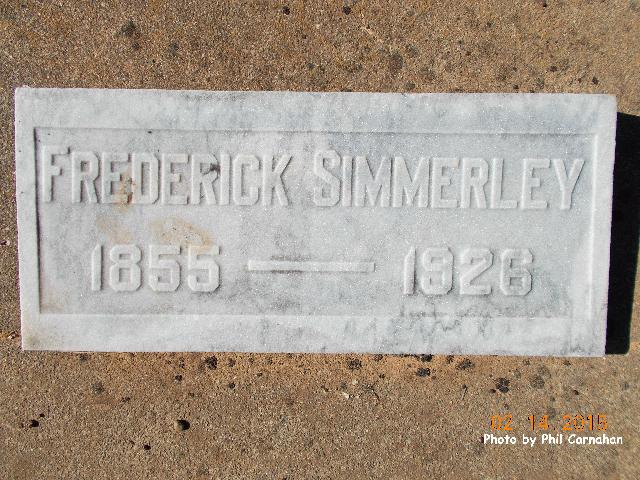 FREDERICK SIMMERLEY
1855 — 1926
02 14 2015
Photo by Phil Carnahan